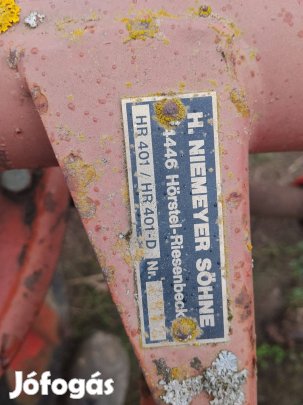 H. NIEMEYER SÖHNE
4446 Hörstel-Riesenbeck
HR 401 / HR 401-D Nr.
Jófogás